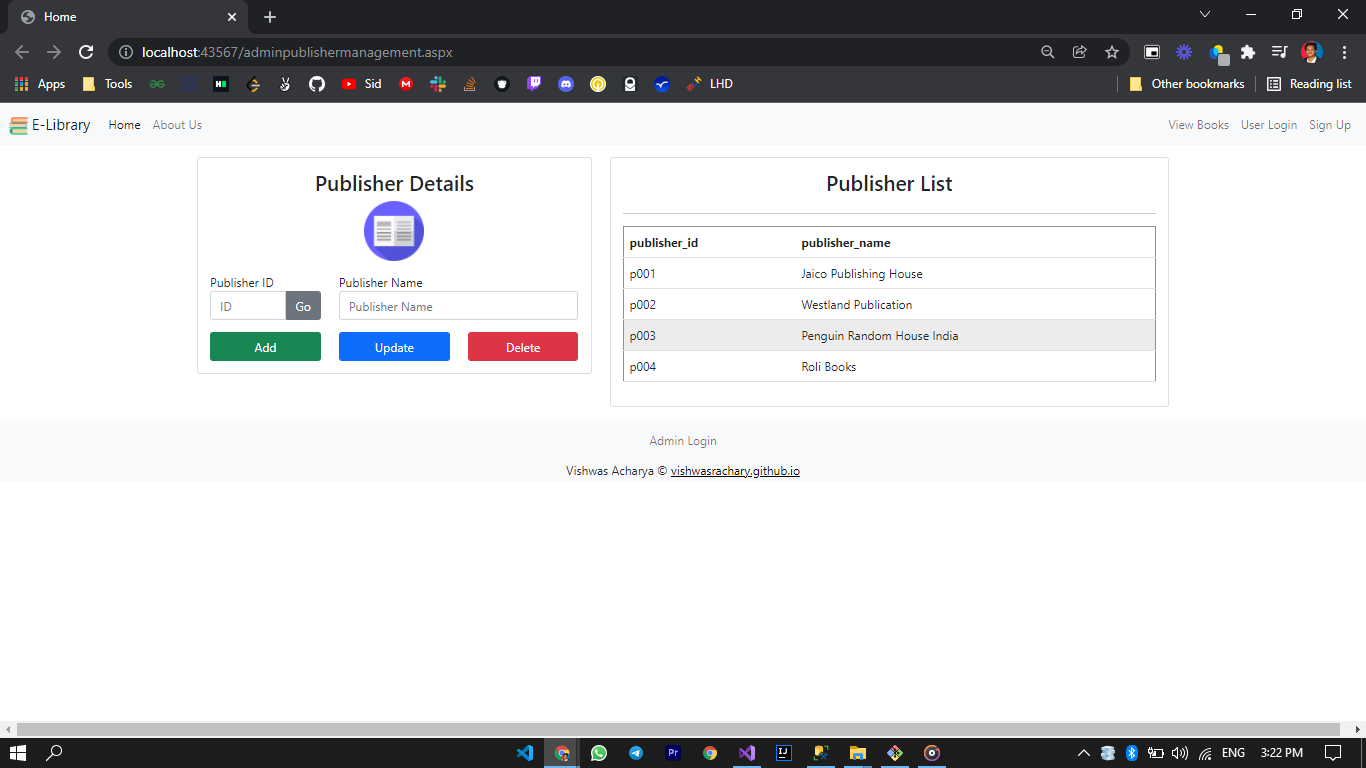 Home
localhost:43567/adminpublishermanagement.aspx
Apps Tools Sid LHD Other bookmarks Reading list
E-Library Home About Us View Books User Login Sign Up
Publisher Details
Publisher ID Publisher Name
ID Go Publisher Name
Add Update Delete
Publisher List
publisher_id publisher_name
p001 Jaico Publishing House
p002 Westland Publication
p003 Penguin Random House India
p004 Roli Books
Admin Login
Vishwas Acharya © vishwasrachary.github.io
Pr IJ ENG 3:22 PM